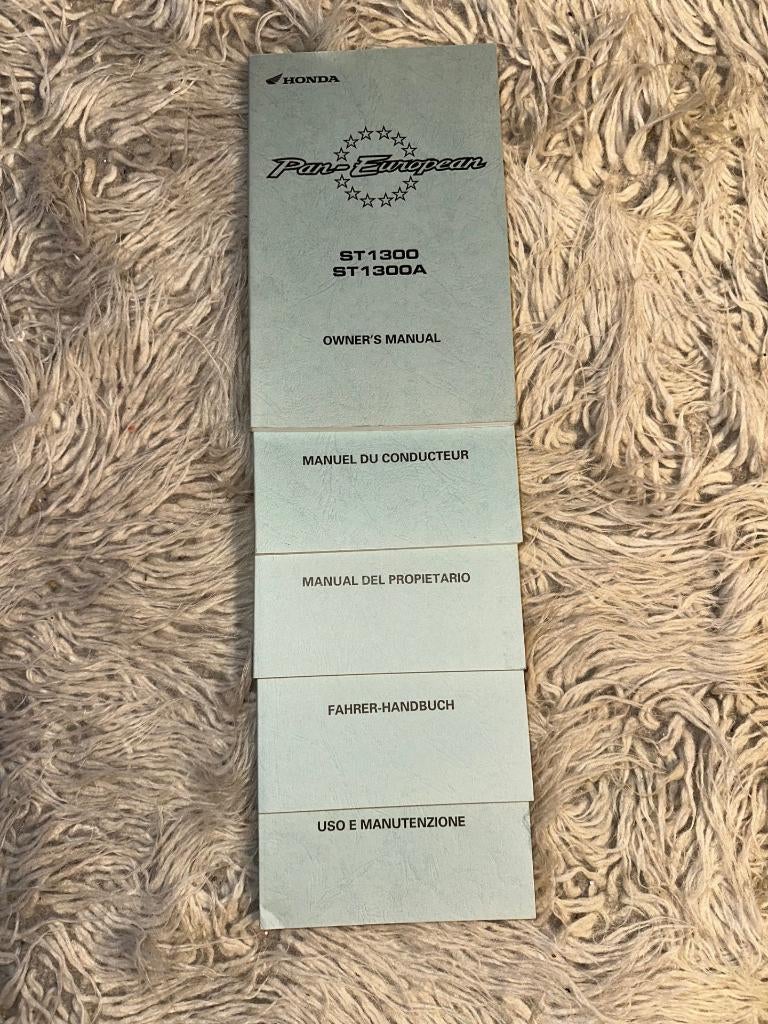 HONDA
Pan-European
ST1300
ST1300A
OWNER'S MANUAL
MANUEL DU CONDUCTEUR
MANUAL DEL PROPIETARIO
FAHRER-HANDBUCH
USO E MANUTENZIONE